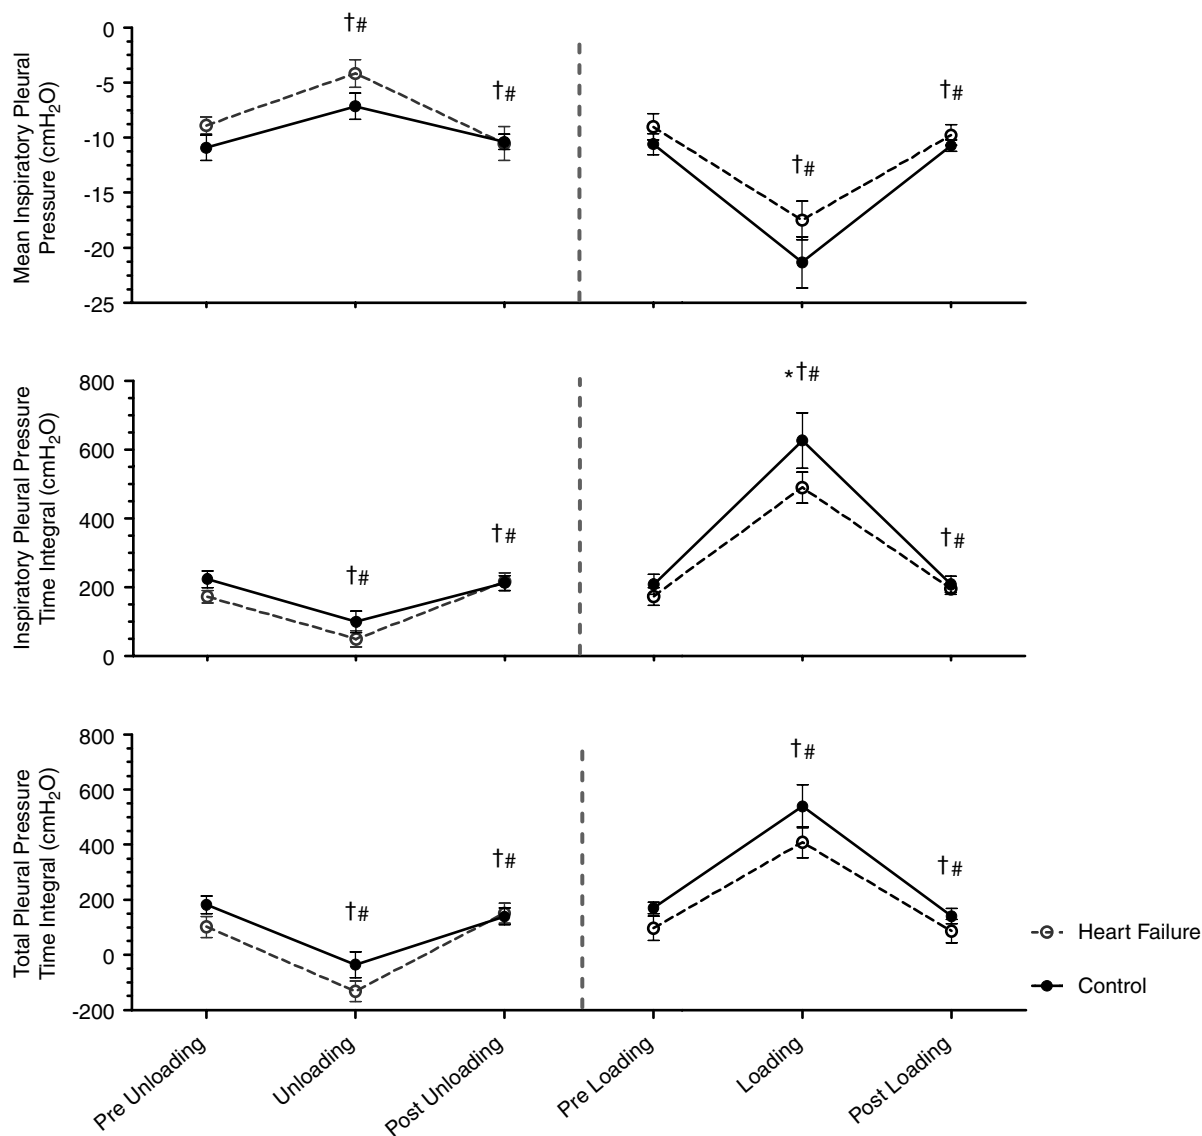 Mean Inspiratory Pleural
Pressure (cmH2O)
0
-5
-10
-15
-20
-25
†#
†#
†#
†#
Inspiratory Pleural Pressure
Time Integral (cmH2O)
800
600
400
200
0
†#
†#
*†#
†#
Total Pleural Pressure
Time Integral (cmH2O)
800
600
400
200
0
-200
†#
†#
†#
†#
Heart Failure
Control
Pre Unloading
Unloading
Post Unloading
Pre Loading
Loading
Post Loading